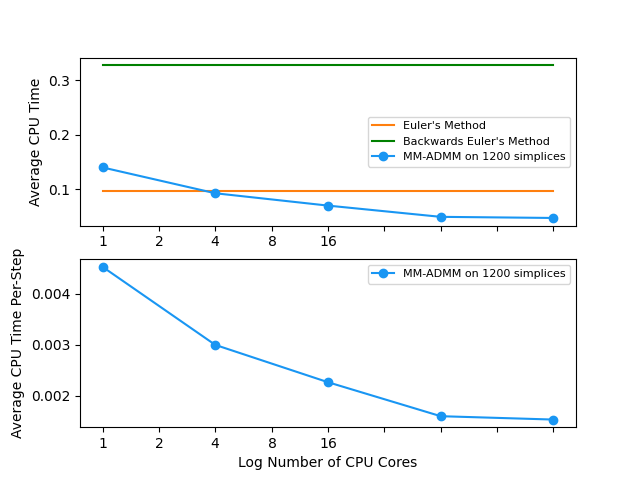 Average CPU Time
0.3
0.2
0.1
Euler's Method
Backwards Euler's Method
MM-ADMM on 1200 simplices
1 2 4 8 16
Average CPU Time Per-Step
0.004
0.003
0.002
MM-ADMM on 1200 simplices
1 2 4 8 16
Log Number of CPU Cores